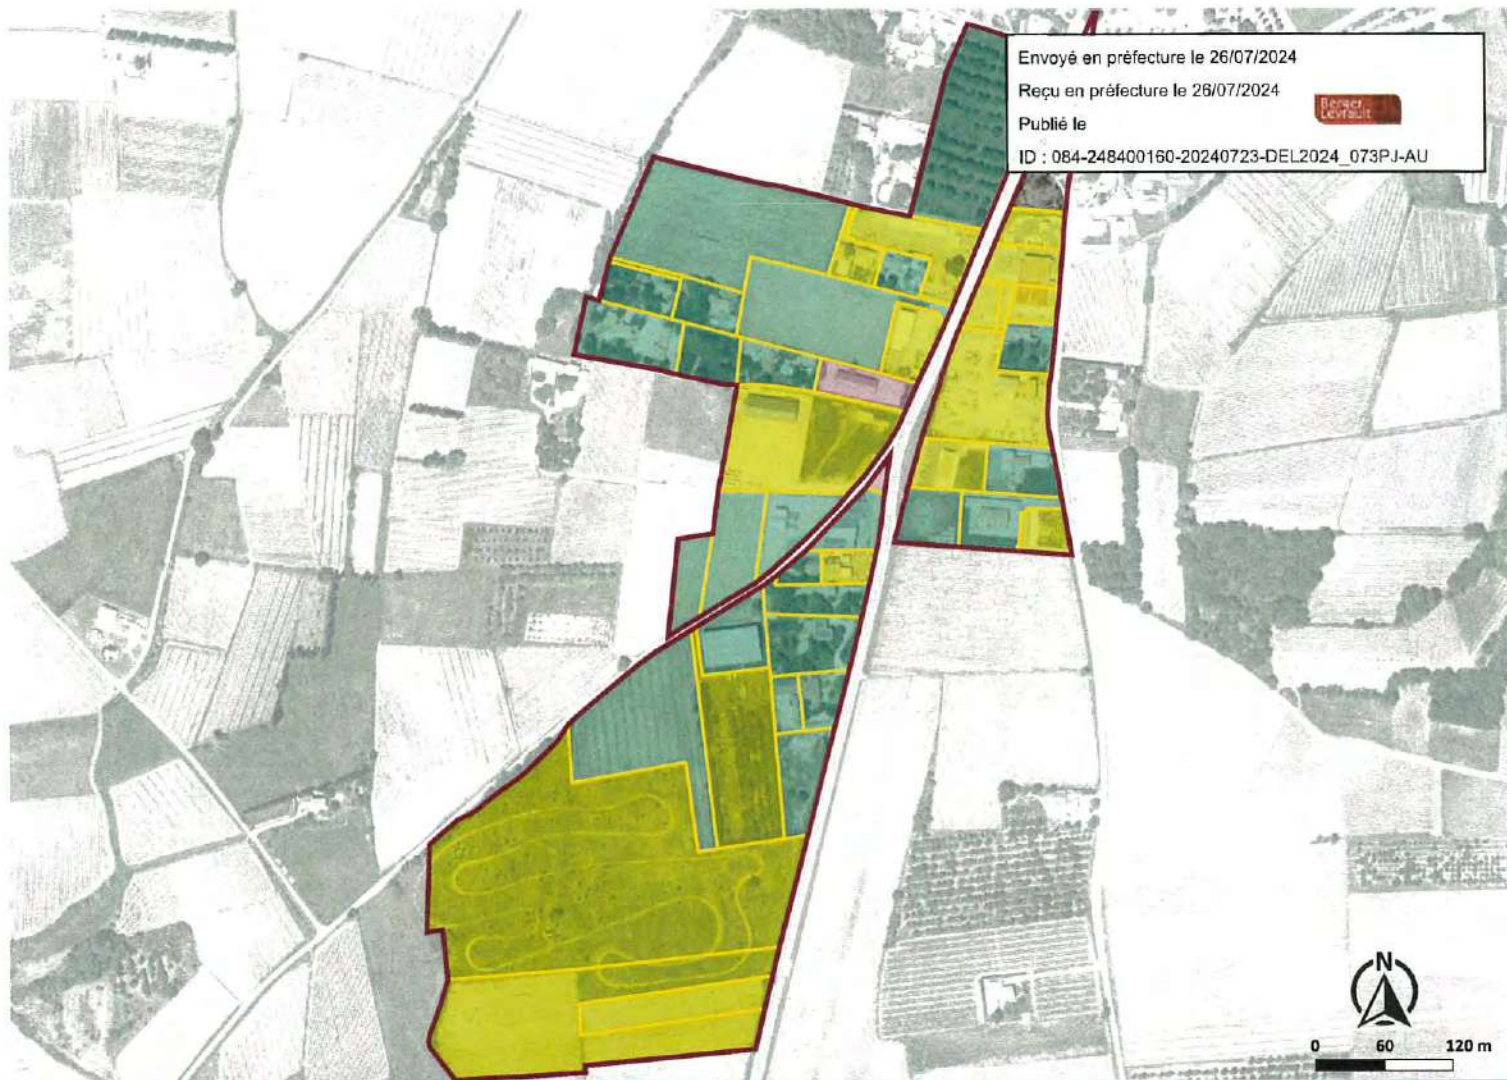 Envoyé en préfecture le 26/07/2024
Reçu en préfecture le 26/07/2024
Berger
Levrault
Publié le
ID : 084-248400160-20240723-DEL2024_073PJ-AU
N
0 60 120 m